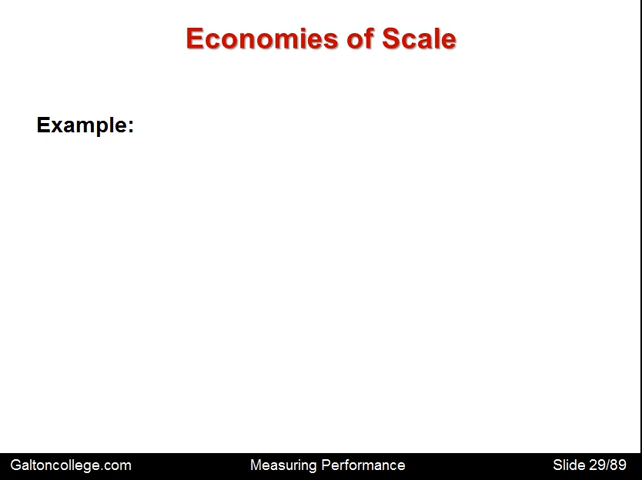 Economies of Scale
Example:
Galtoncollege.com Measuring Performance Slide 29/89